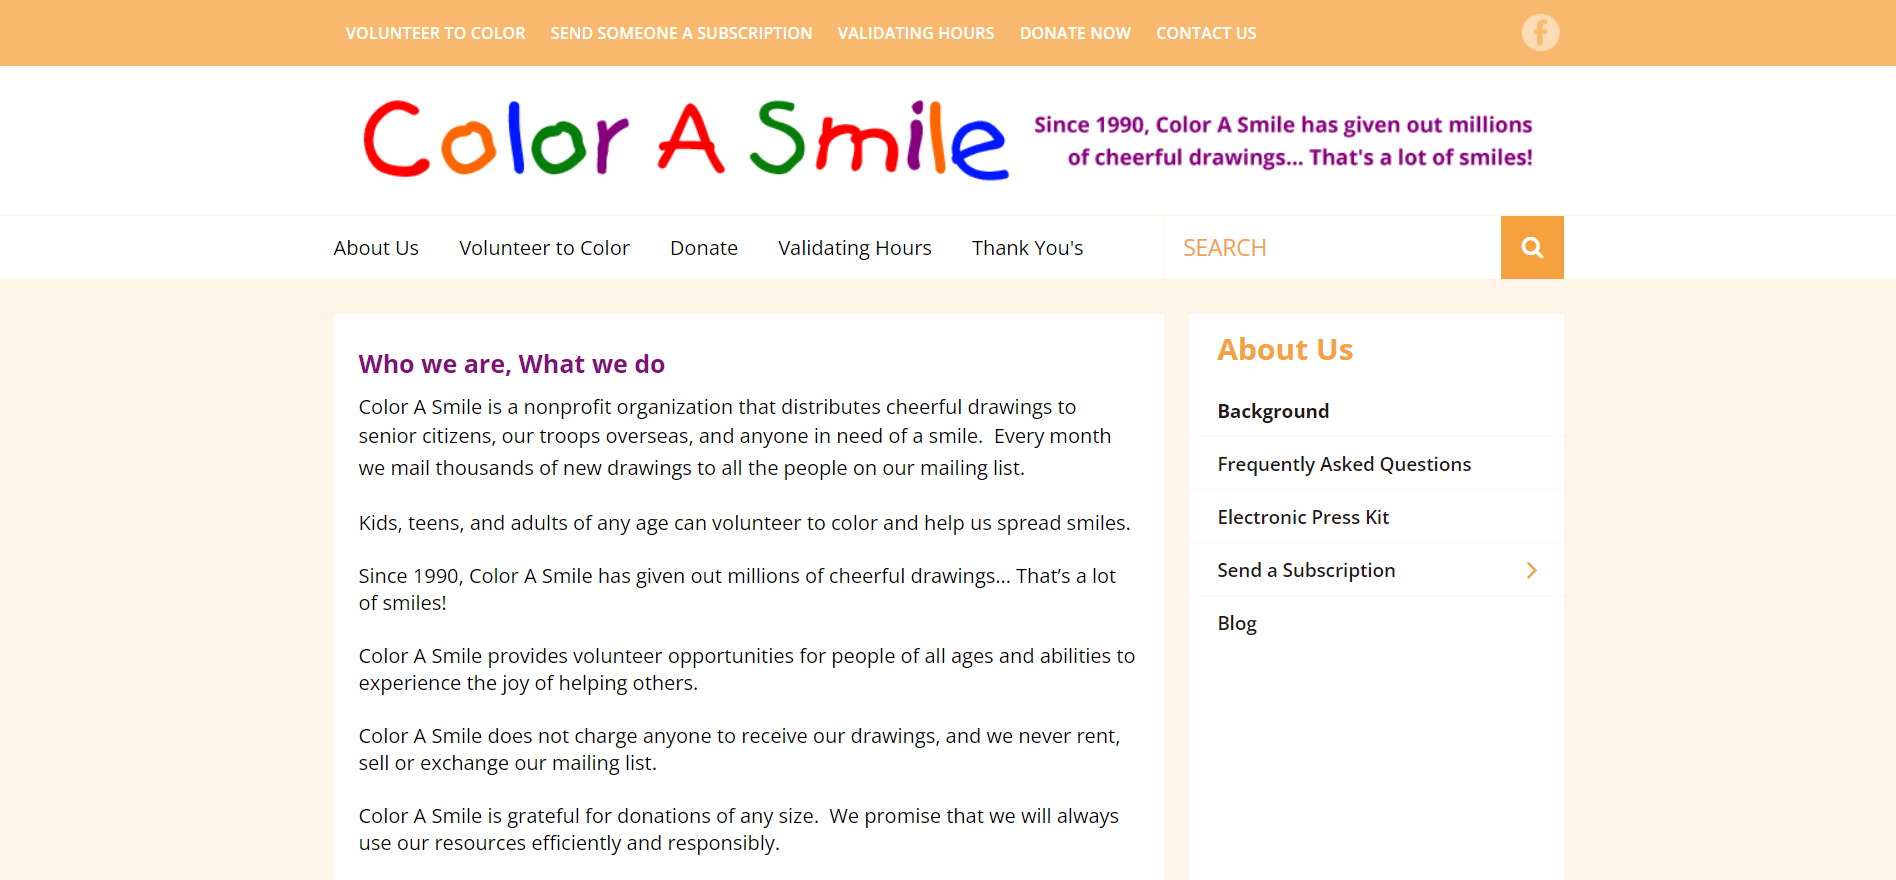 VOLUNTEER TO COLOR SEND SOMEONE A SUBSCRIPTION VALIDATING HOURS DONATE NOW CONTACT US
Color A Smile
Since 1990, Color A Smile has given out millions
of cheerful drawings... That's a lot of smiles!
About Us Volunteer to Color Donate Validating Hours Thank You's SEARCH
Who we are, What we do
Color A Smile is a nonprofit organization that distributes cheerful drawings to
senior citizens, our troops overseas, and anyone in need of a smile.  Every month
we mail thousands of new drawings to all the people on our mailing list.
Kids, teens, and adults of any age can volunteer to color and help us spread smiles.
Since 1990, Color A Smile has given out millions of cheerful drawings... That’s a lot
of smiles!
Color A Smile provides volunteer opportunities for people of all ages and abilities to
experience the joy of helping others.
Color A Smile does not charge anyone to receive our drawings, and we never rent,
sell or exchange our mailing list.
Color A Smile is grateful for donations of any size.  We promise that we will always
use our resources efficiently and responsibly.
About Us
Background
Frequently Asked Questions
Electronic Press Kit
Send a Subscription
Blog